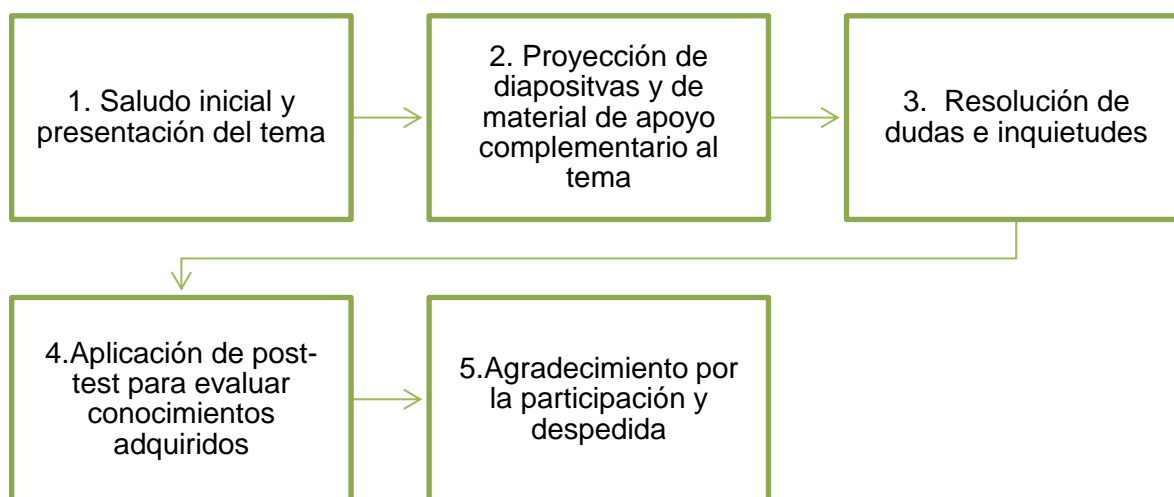 1. Saludo inicial y
presentación del tema
2. Proyección de
diapositvas y de
material de apoyo
complementario al
tema
3. Resolución de
dudas e inquietudes
4.Aplicación de post-
test para evaluar
conocimientos
adquiridos
5.Agradecimiento por
la participación y
despedida